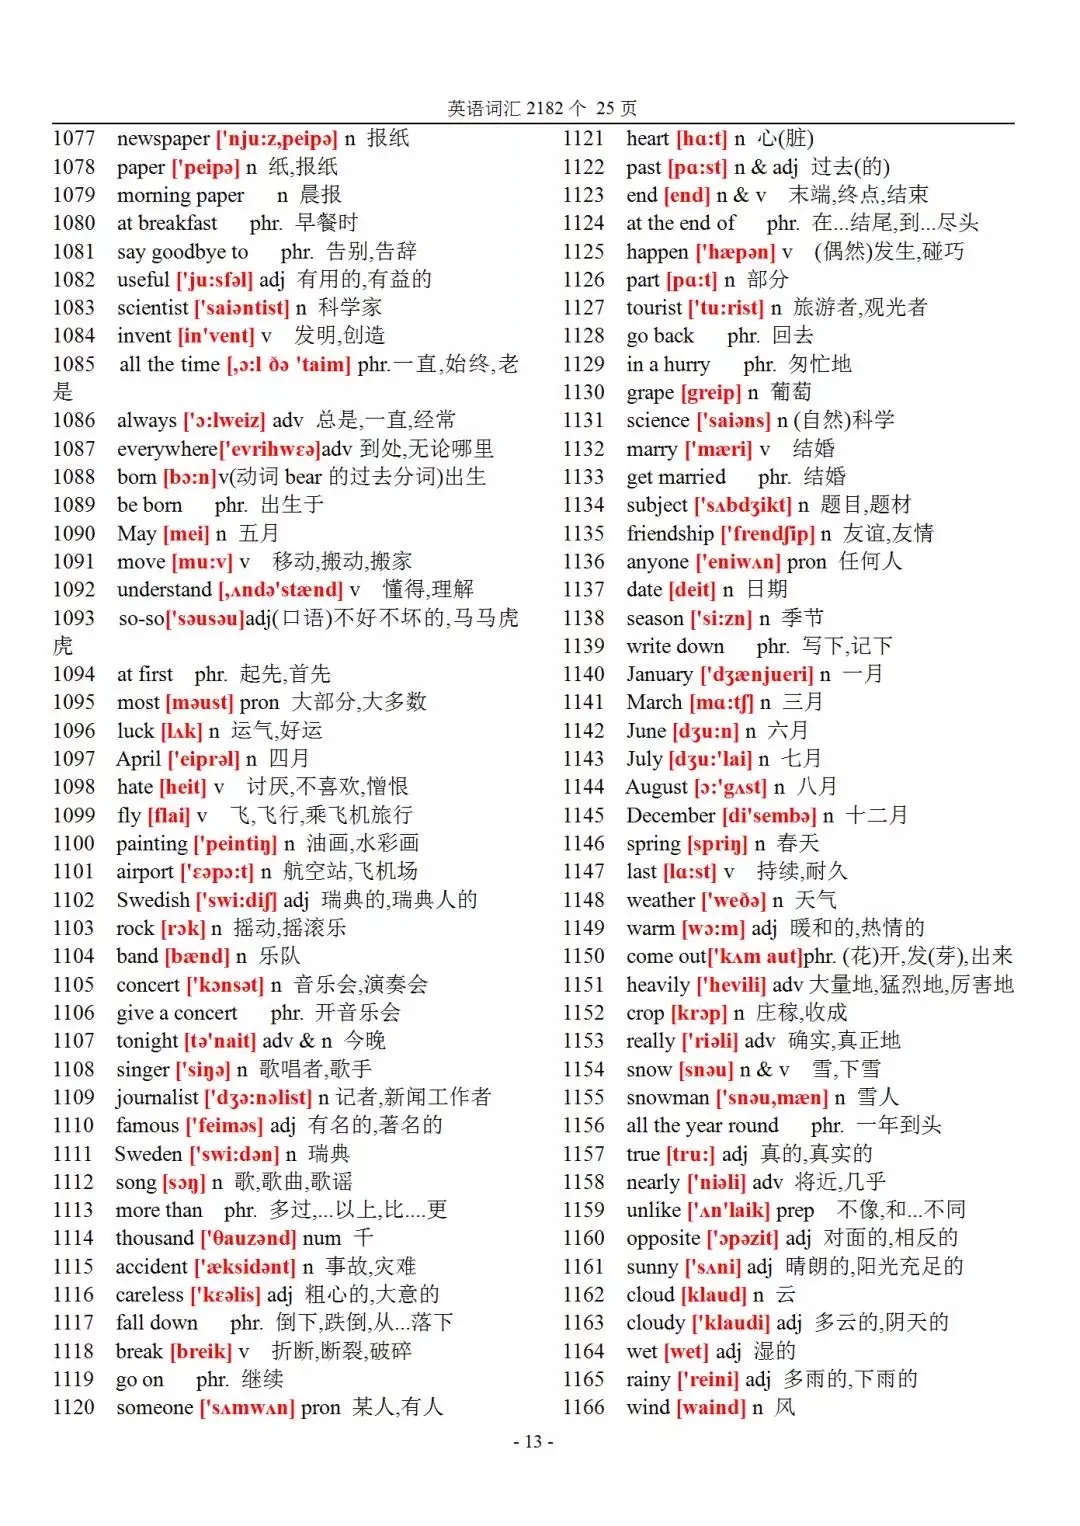 英语词汇 2182 个 25 页
1077 newspaper ['nju:z,peipə] n 报纸
1078 paper ['peipə] n 纸,报纸
1079 morning paper n 晨报
1080 at breakfast phr. 早餐时
1081 say goodbye to phr. 告别,告辞
1082 useful ['ju:sfəl] adj 有用的,有益的
1083 scientist ['saiəntist] n 科学家
1084 invent [in'vent] v 发明,创造
1085 all the time [,ɔ:l ðə 'taim] phr.一直,始终,老
是
1086 always ['ɔ:lweiz] adv 总是,一直,经常
1087 everywhere['evrihwɛə]adv 到处,无论哪里
1088 born [bɔ:n]v(动词 bear 的过去分词)出生
1089 be born phr. 出生于
1090 May [mei] n 五月
1091 move [mu:v] v 移动,搬动,搬家
1092 understand [,ʌndə'stænd] v 懂得,理解
1093 so-so['səusəu]adj(口语)不好不坏的,马马虎
虎
1094 at first phr. 起先,首先
1095 most [məust] pron 大部分,大多数
1096 luck [lʌk] n 运气,好运
1097 April ['eiprəl] n 四月
1098 hate [heit] v 讨厌,不喜欢,憎恨
1099 fly [flai] v 飞,飞行,乘飞机旅行
1100 painting ['peintiŋ] n 油画,水彩画
1101 airport ['ɛəpɔ:t] n 航空站,飞机场
1102 Swedish ['swi:diʃ] adj 瑞典的,瑞典人的
1103 rock [rɔk] n 摇动,摇滚乐
1104 band [bænd] n 乐队
1105 concert ['kɔnsət] n 音乐会,演奏会
1106 give a concert phr. 开音乐会
1107 tonight [tə'nait] adv & n 今晚
1108 singer ['siŋə] n 歌唱者,歌手
1109 journalist ['dʒə:nəlist] n 记者,新闻工作者
1110 famous ['feiməs] adj 有名的,著名的
1111 Sweden ['swi:dən] n 瑞典
1112 song [sɔŋ] n 歌,歌曲,歌谣
1113 more than phr. 多过,...以上,比....更
1114 thousand ['θauzənd] num 千
1115 accident ['æksidənt] n 事故,灾难
1116 careless ['kɛəlis] adj 粗心的,大意的
1117 fall down phr. 倒下,跌倒,从...落下
1118 break [breik] v 折断,断裂,破碎
1119 go on phr. 继续
1120 someone ['sʌmwʌn] pron 某人,有人
1121 heart [hɑ:t] n 心(脏)
1122 past [pɑ:st] n & adj 过去(的)
1123 end [end] n & v 末端,终点,结束
1124 at the end of phr. 在...结尾,到...尽头
1125 happen ['hæpən] v (偶然)发生,碰巧
1126 part [pɑ:t] n 部分
1127 tourist ['tu:rist] n 旅游者,观光者
1128 go back phr. 回去
1129 in a hurry phr. 匆忙地
1130 grape [greip] n 葡萄
1131 science ['saiəns] n (自然)科学
1132 marry ['mæri] v 结婚
1133 get married phr. 结婚
1134 subject ['sʌbdʒikt] n 题目,题材
1135 friendship ['frendʃip] n 友谊,友情
1136 anyone ['eniwʌn] pron 任何人
1137 date [deit] n 日期
1138 season ['si:zn] n 季节
1139 write down phr. 写下,记下
1140 January ['dʒænjueri] n 一月
1141 March [mɑ:tʃ] n 三月
1142 June [dʒu:n] n 六月
1143 July [dʒu:'lai] n 七月
1144 August [ɔ:'gʌst] n 八月
1145 December [di'sembə] n 十二月
1146 spring [spriŋ] n 春天
1147 last [lɑ:st] v 持续,耐久
1148 weather ['weðə] n 天气
1149 warm [wɔ:m] adj 暖和的,热情的
1150 come out['kʌm aut]phr. (花)开,发(芽),出来
1151 heavily ['hevili] adv 大量地,猛烈地,厉害地
1152 crop [krɔp] n 庄稼,收成
1153 really ['riəli] adv 确实,真正地
1154 snow [snəu] n & v 雪,下雪
1155 snowman ['snəu,mæn] n 雪人
1156 all the year round phr. 一年到头
1157 true [tru:] adj 真的,真实的
1158 nearly ['niəli] adv 将近,几乎
1159 unlike ['ʌn'laik] prep 不像,和...不同
1160 opposite ['ɔpəzit] adj 对面的,相反的
1161 sunny ['sʌni] adj 晴朗的,阳光充足的
1162 cloud [klaud] n 云
1163 cloudy ['klaudi] adj 多云的,阴天的
1164 wet [wet] adj 湿的
1165 rainy ['reini] adj 多雨的,下雨的
1166 wind [waind] n 风
- 13 -